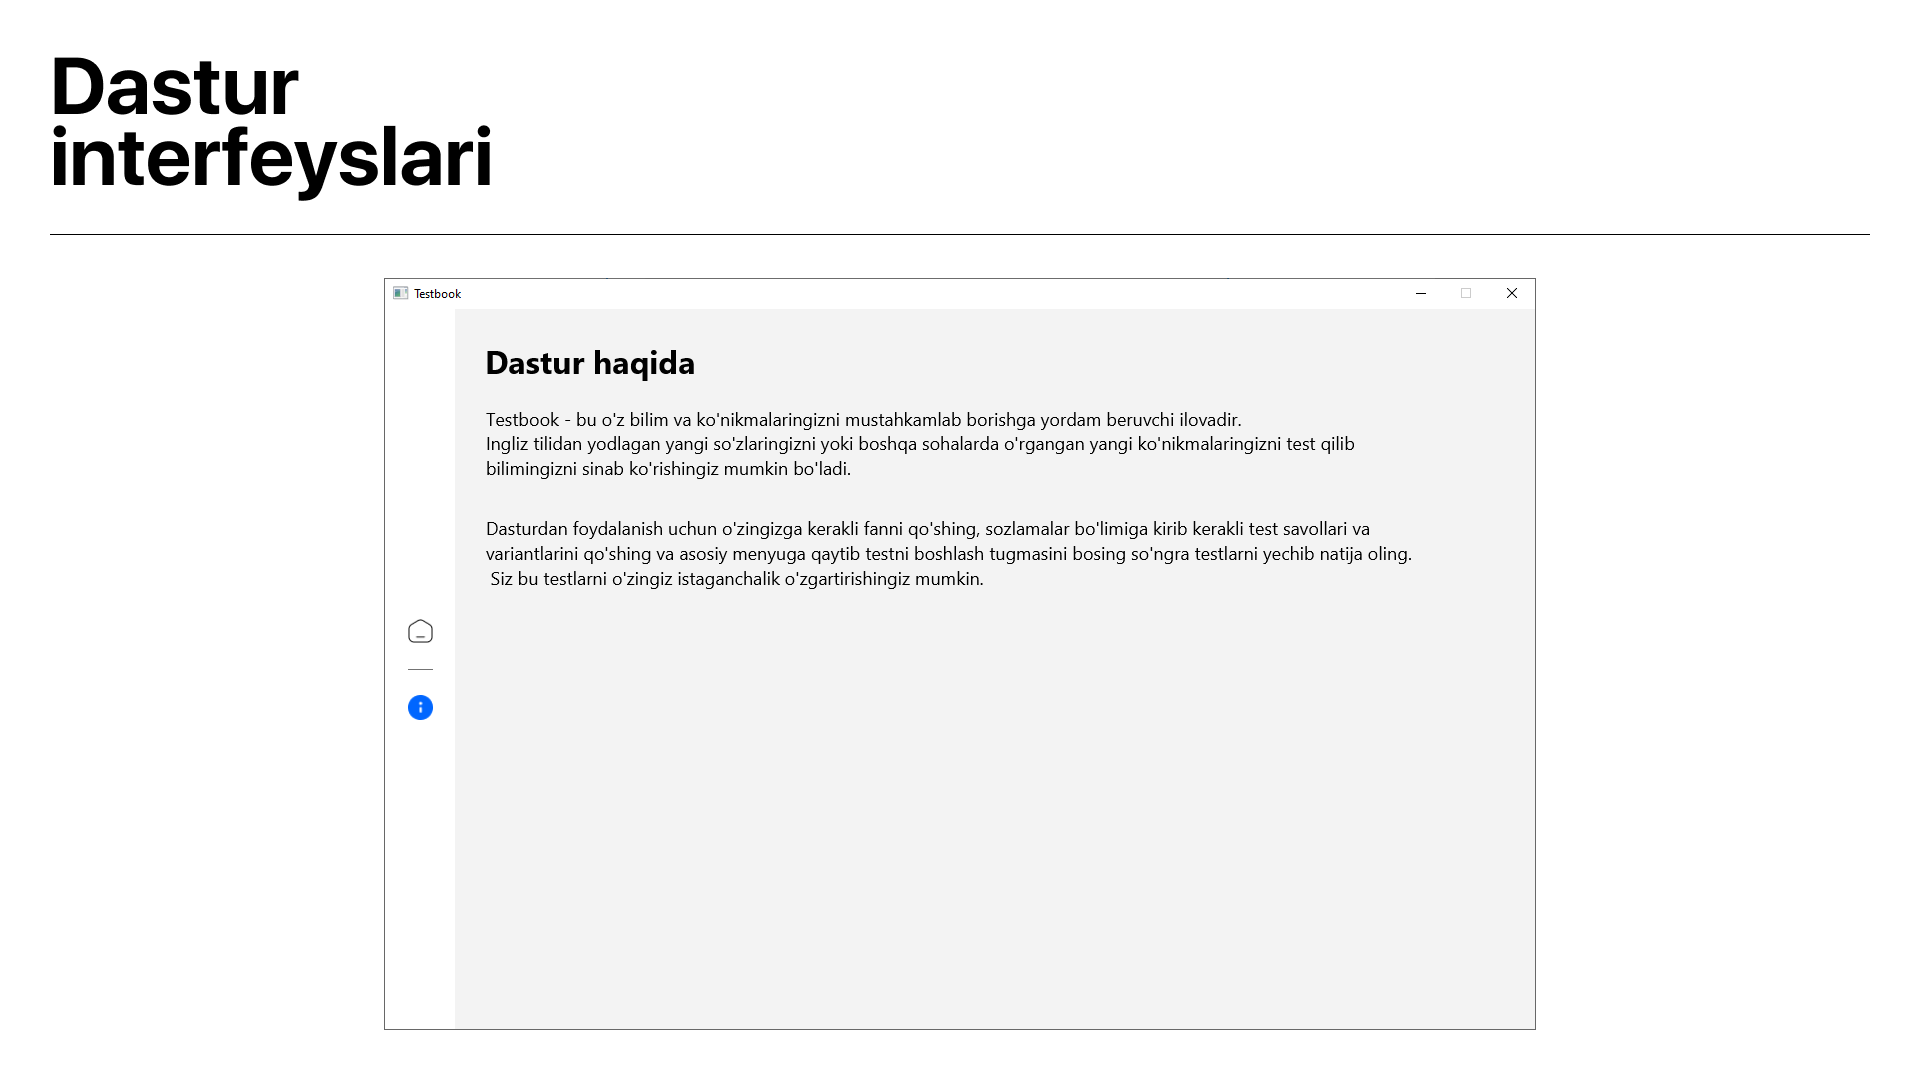 Dastur
interfeyslari
Testbook
Dastur haqida
Testbook - bu o'z bilim va ko'nikmalaringizni mustahkamlab borishga yordam beruvchi ilovadir.
Ingliz tilidan yodlagan yangi so'zlaringizni yoki boshqa sohalarda o'rgangan yangi ko'nikmalaringizni test qilib
bilimingizni sinab ko'rishingiz mumkin bo'ladi.
Dasturdan foydalanish uchun o'zingizga kerakli fanni qo'shing, sozlamalar bo'limiga kirib kerakli test savollari va
variantlarini qo'shing va asosiy menyuga qaytib testni boshlash tugmasini bosing so'ngra testlarni yechib natija oling.
Siz bu testlarni o'zingiz istaganchalik o'zgartirishingiz mumkin.